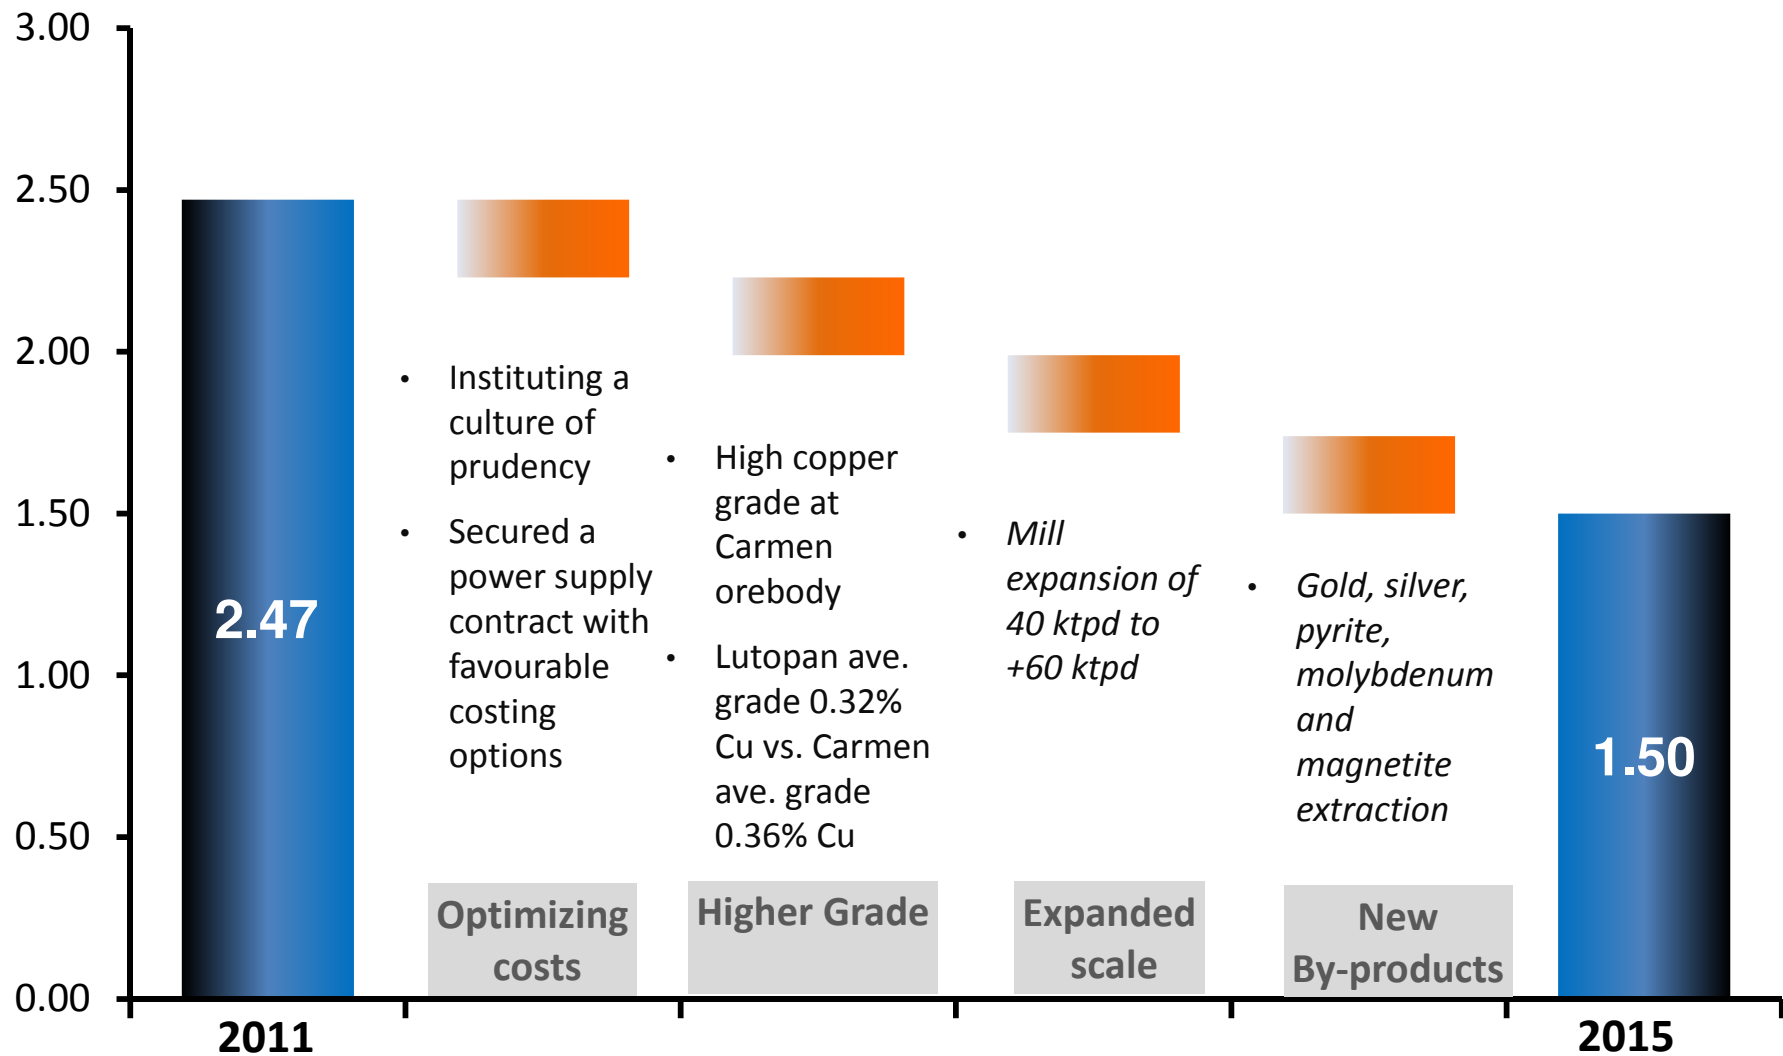 3.00
2.50
2.00
1.50
1.00
0.50
0.00
2.47
• Instituting a
culture of
prudency
• Secured a
power supply
contract with
favourable
costing
options
• High copper
grade at
Carmen
orebody
• Lutopan ave.
grade 0.32%
Cu vs. Carmen
ave. grade
0.36% Cu
• Mill
expansion of
40 ktpd to
+60 ktpd
• Gold, silver,
pyrite,
molybdenum
and
magnetite
extraction
1.50
Optimizing
costs
Higher Grade
Expanded
scale
New
By-products
2011
2015